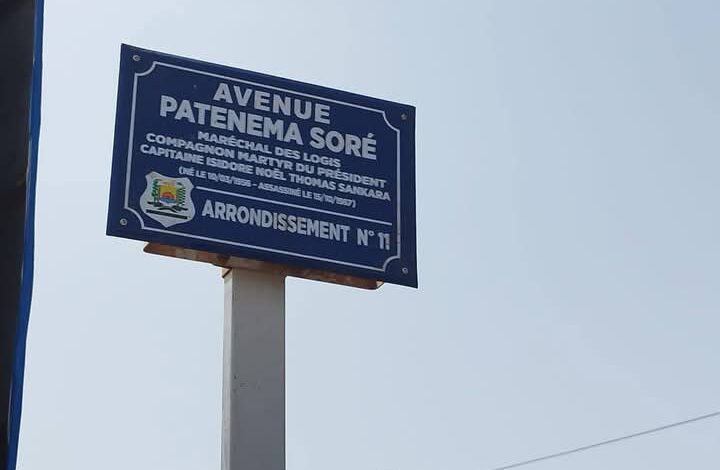 AVENUE
PATENEMA SORÉ
MARÉCHAL DES LOGIS
COMPAGNON MARTYR DU PRÉSIDENT
CAPITAINE ISIDORE NOËL THOMAS SANKARA
(NÉ LE 10/03/1956 - ASSASSINÉ LE 15/10/1987)
ARRONDISSEMENT N° 11